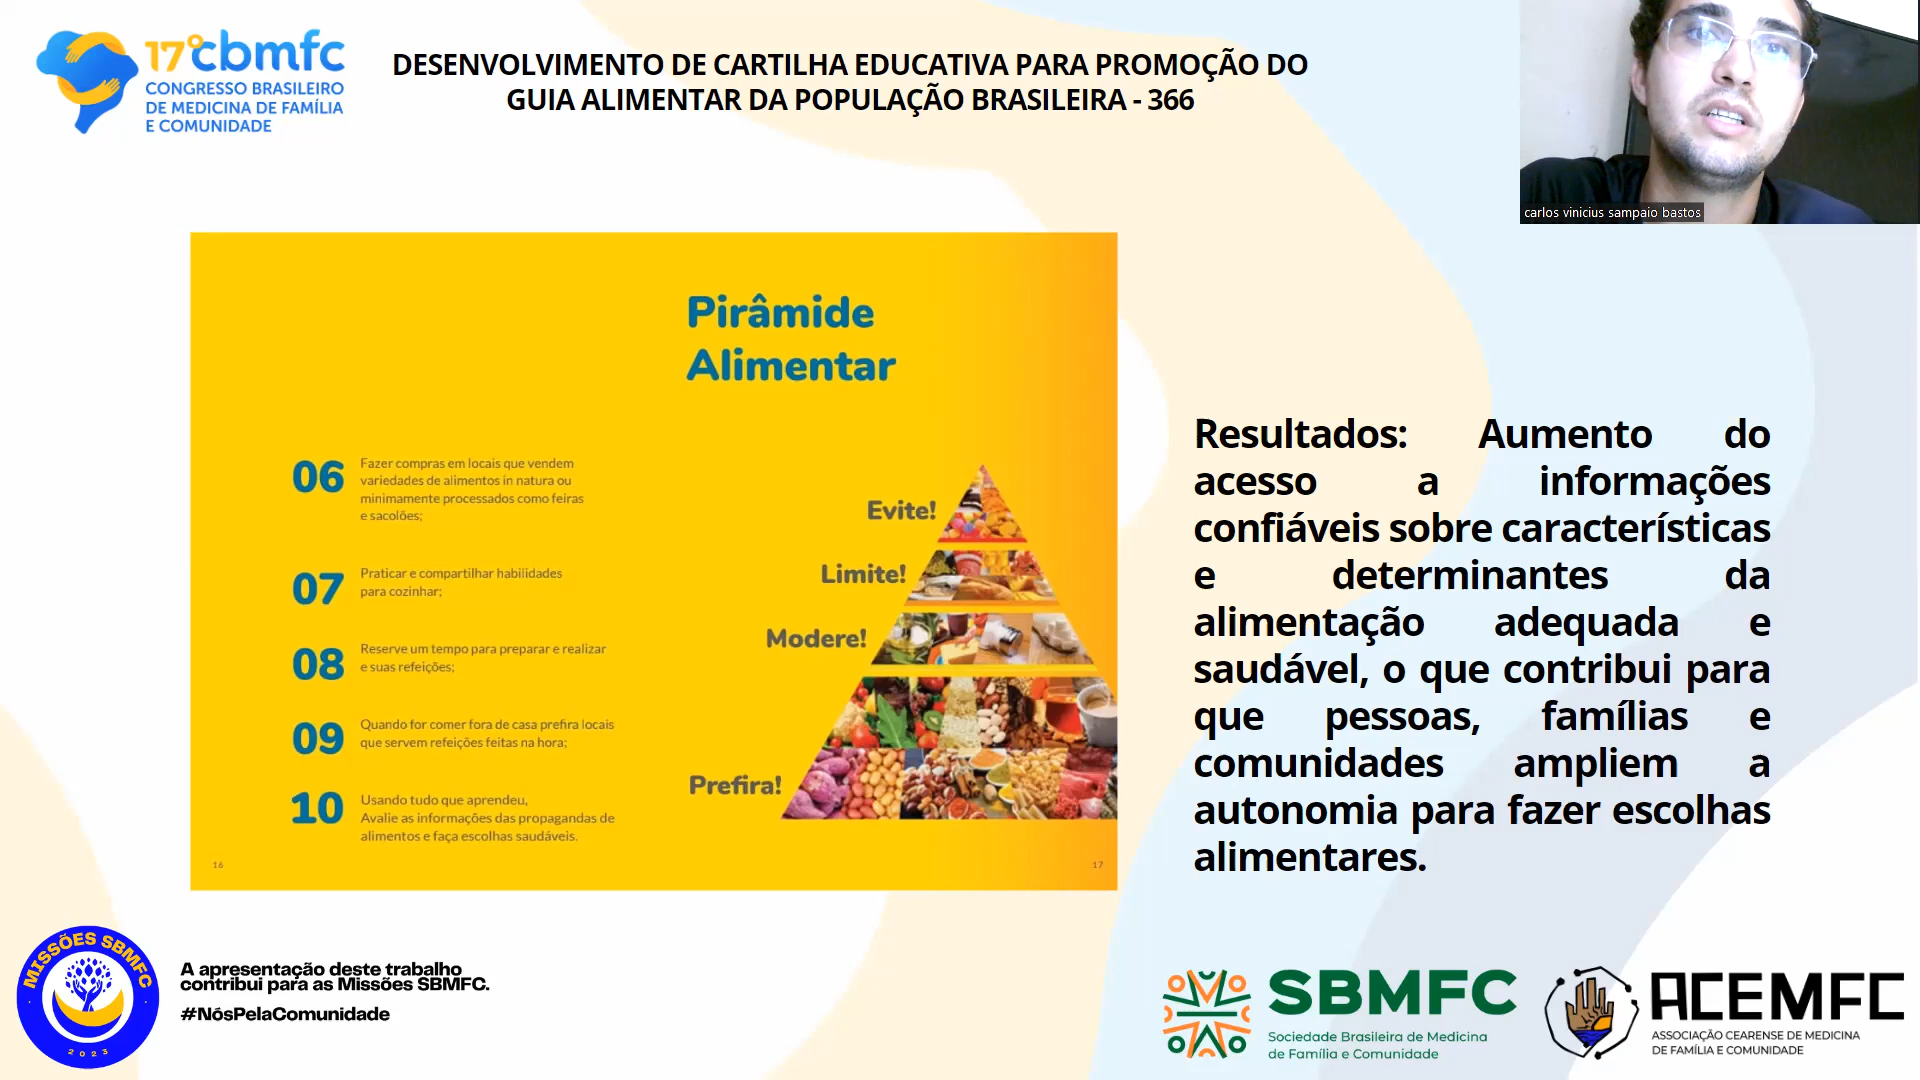 17º cbmfc
CONGRESSO BRASILEIRO
DE MEDICINA DE FAMÍLIA
E COMUNIDADE
DESENVOLVIMENTO DE CARTILHA EDUCATIVA PARA PROMOÇÃO DO
GUIA ALIMENTAR DA POPULAÇÃO BRASILEIRA - 366
carlos vinicius sampaio bastos
06
Fazer compras em locais que vendem
variedades de alimentos in natura ou
minimamente processados como feiras
e sacolões;
07
Praticar e compartilhar habilidades
para cozinhar;
08
Reserve um tempo para preparar e realizar
e suas refeições;
09
Quando for comer fora de casa prefira locais
que servem refeições feitas na hora;
10
Usando tudo que aprendeu,
Avalie as informações das propagandas de
alimentos e faça escolhas saudáveis.
16
Pirâmide
Alimentar
Evite!
Limite!
Modere!
Prefira!
17
Resultados: Aumento do
acesso a informações
confiáveis sobre características
e determinantes da
alimentação adequada e
saudável, o que contribui para
que pessoas, famílias e
comunidades ampliem a
autonomia para fazer escolhas
alimentares.
MISSÕES SBMFC
2023
A apresentação deste trabalho
contribui para as Missões SBMFC.
#NósPelaComunidade
SBMFC
Sociedade Brasileira de Medicina
de Família e Comunidade
ACEMFC
ASSOCIAÇÃO CEARENSE DE MEDICINA
DE FAMÍLIA E COMUNIDADE